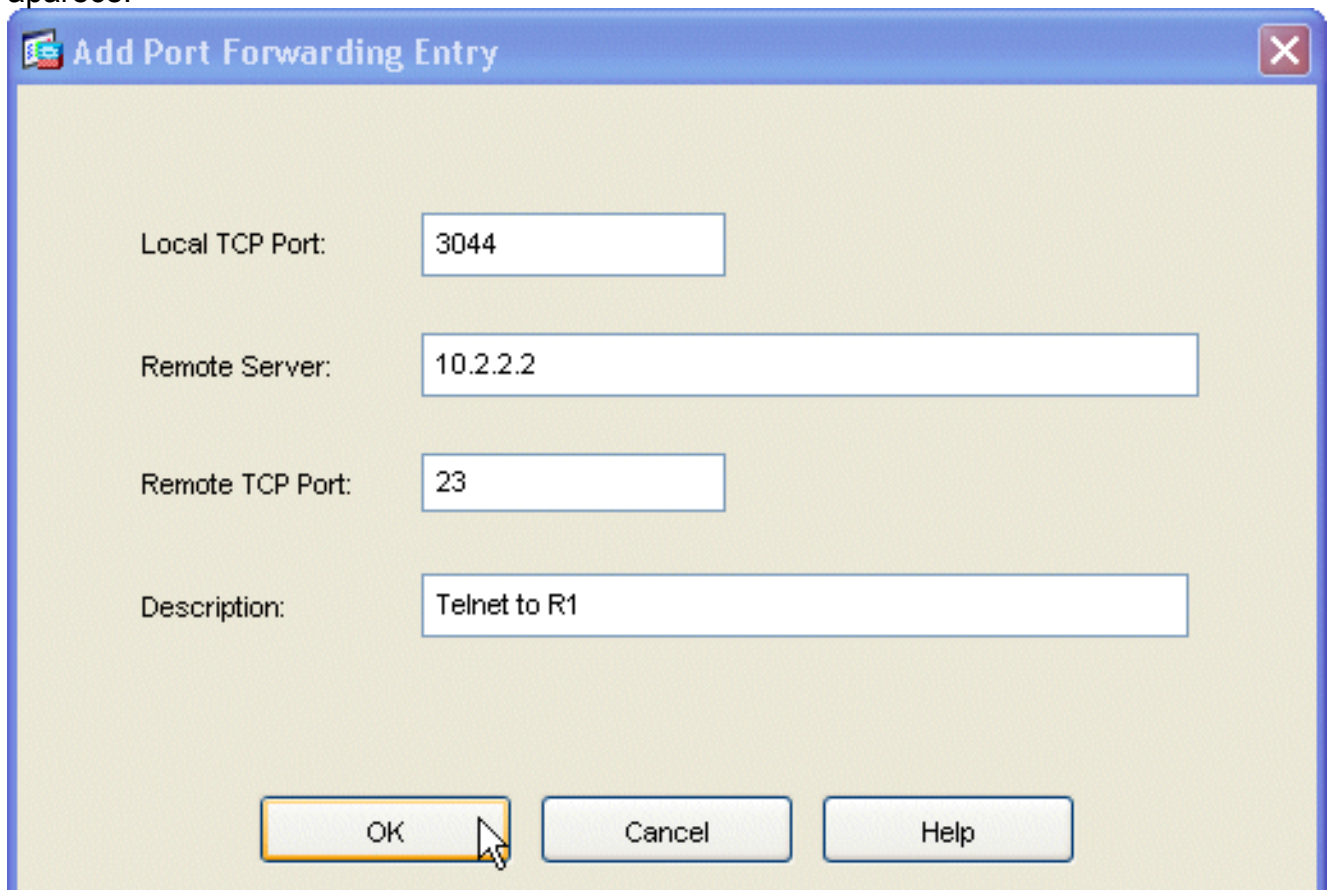 aparece.
Add Port Forwarding Entry
Local TCP Port: 3044
Remote Server: 10.2.2.2
Remote TCP Port: 23
Description: Telnet to R1
OK Cancel Help